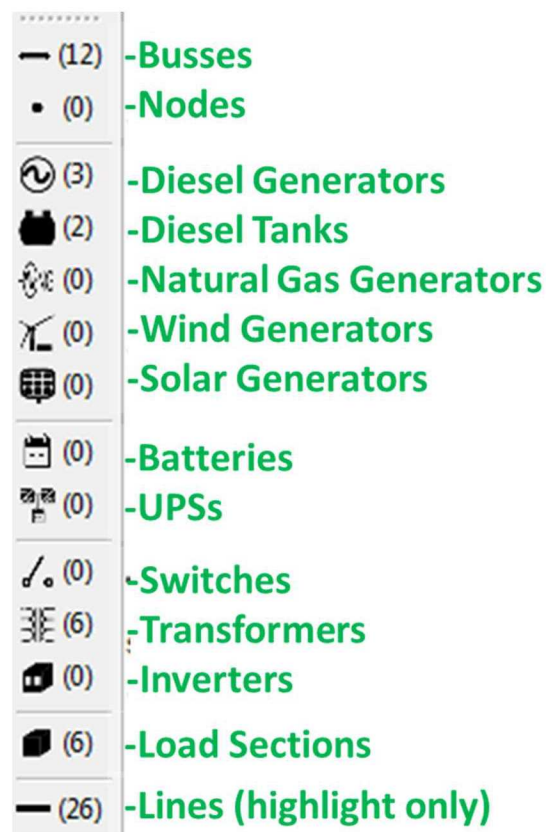 (12) -Busses
(0) -Nodes
(3) -Diesel Generators
(2) -Diesel Tanks
(0) -Natural Gas Generators
(0) -Wind Generators
(0) -Solar Generators
(0) -Batteries
(0) -UPSs
(0) -Switches
(6) -Transformers
(0) -Inverters
(6) -Load Sections
(26) -Lines (highlight only)